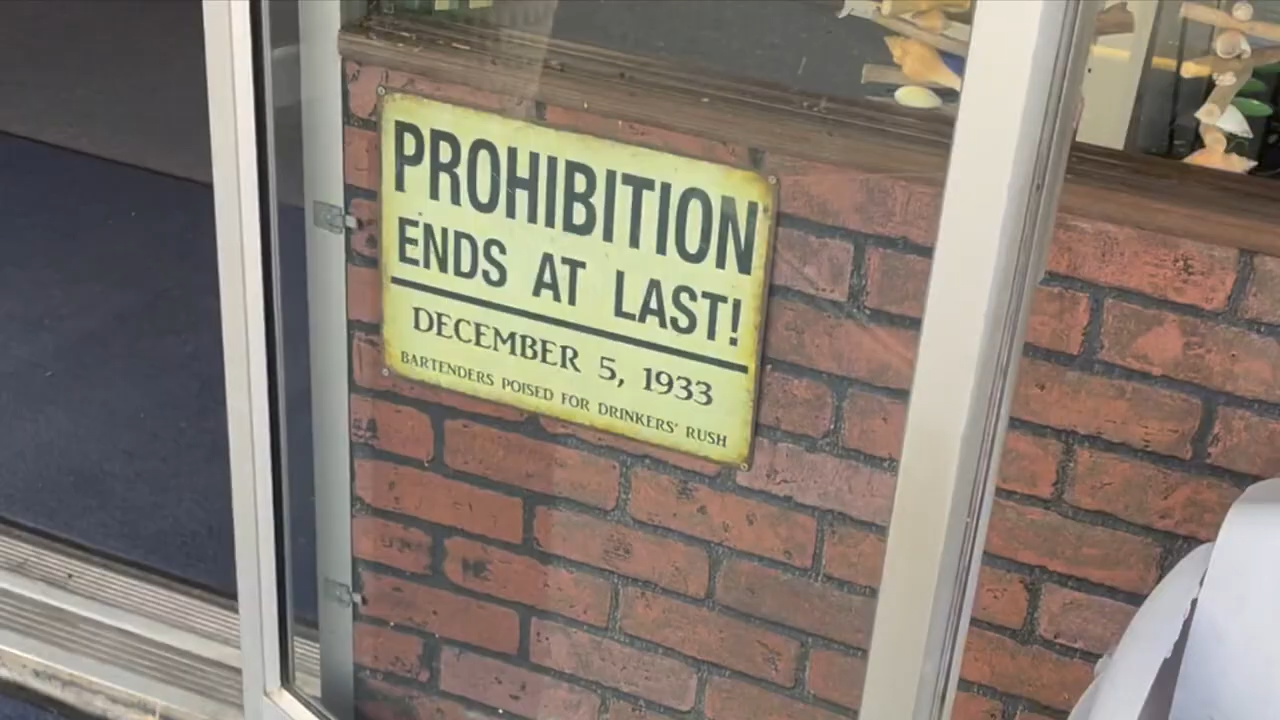 PROHIBITION
ENDS AT LAST!
DECEMBER 5, 1933
BARTENDERS POISED FOR DRINKERS' RUSH